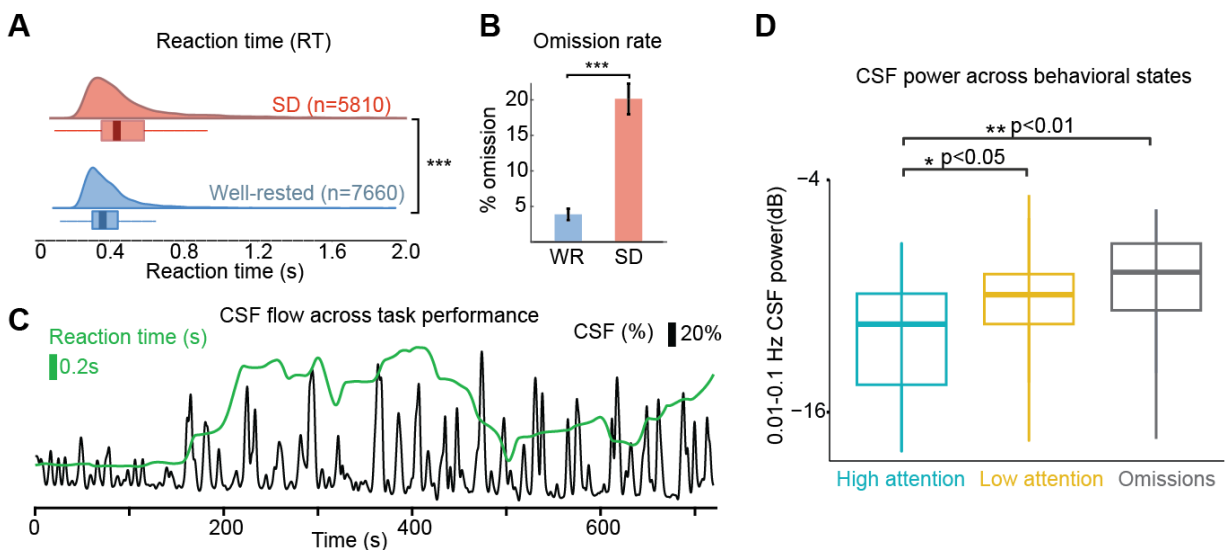 A
Reaction time (RT)
SD (n=5810)
***
Well-rested (n=7660)
0 0.4 0.8 1.2 1.6 2.0
Reaction time (s)
B
Omission rate
***
% omission
20
15
10
5
WR SD
C
CSF flow across task performance
Reaction time (s)
0.2s
CSF (%) 20%
0 200 400 600
Time (s)
D
CSF power across behavioral states
** p<0.01
* p<0.05
0.01-0.1 Hz CSF power(dB)
−4
−16
High attention Low attention Omissions